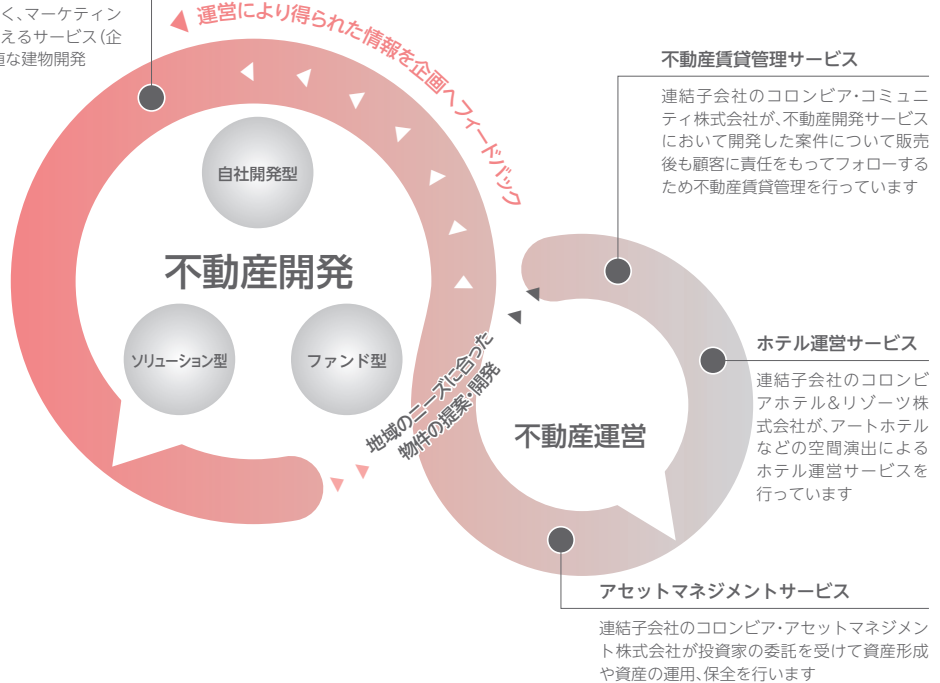 く、マーケティン
えるサービス(企
な建物開発
運営により得られた情報を企画へフィードバック
自社開発型
不動産開発
ソリューション型
ファンド型
地域のニーズに合った
物件の提案・開発
不動産賃貸管理サービス
連結子会社のコロンビア・コミュニ
ティ株式会社が、不動産開発サービス
において開発した案件について販売
後も顧客に責任をもってフォローする
ため不動産賃貸管理を行っています
不動産運営
ホテル運営サービス
連結子会社のコロンビ
アホテル&リゾーツ株
式会社が、アートホテル
などの空間演出による
ホテル運営サービスを
行っています
アセットマネジメントサービス
連結子会社のコロンビア・アセットマネジメン
ト株式会社が投資家の委託を受けて資産形成
や資産の運用、保全を行います